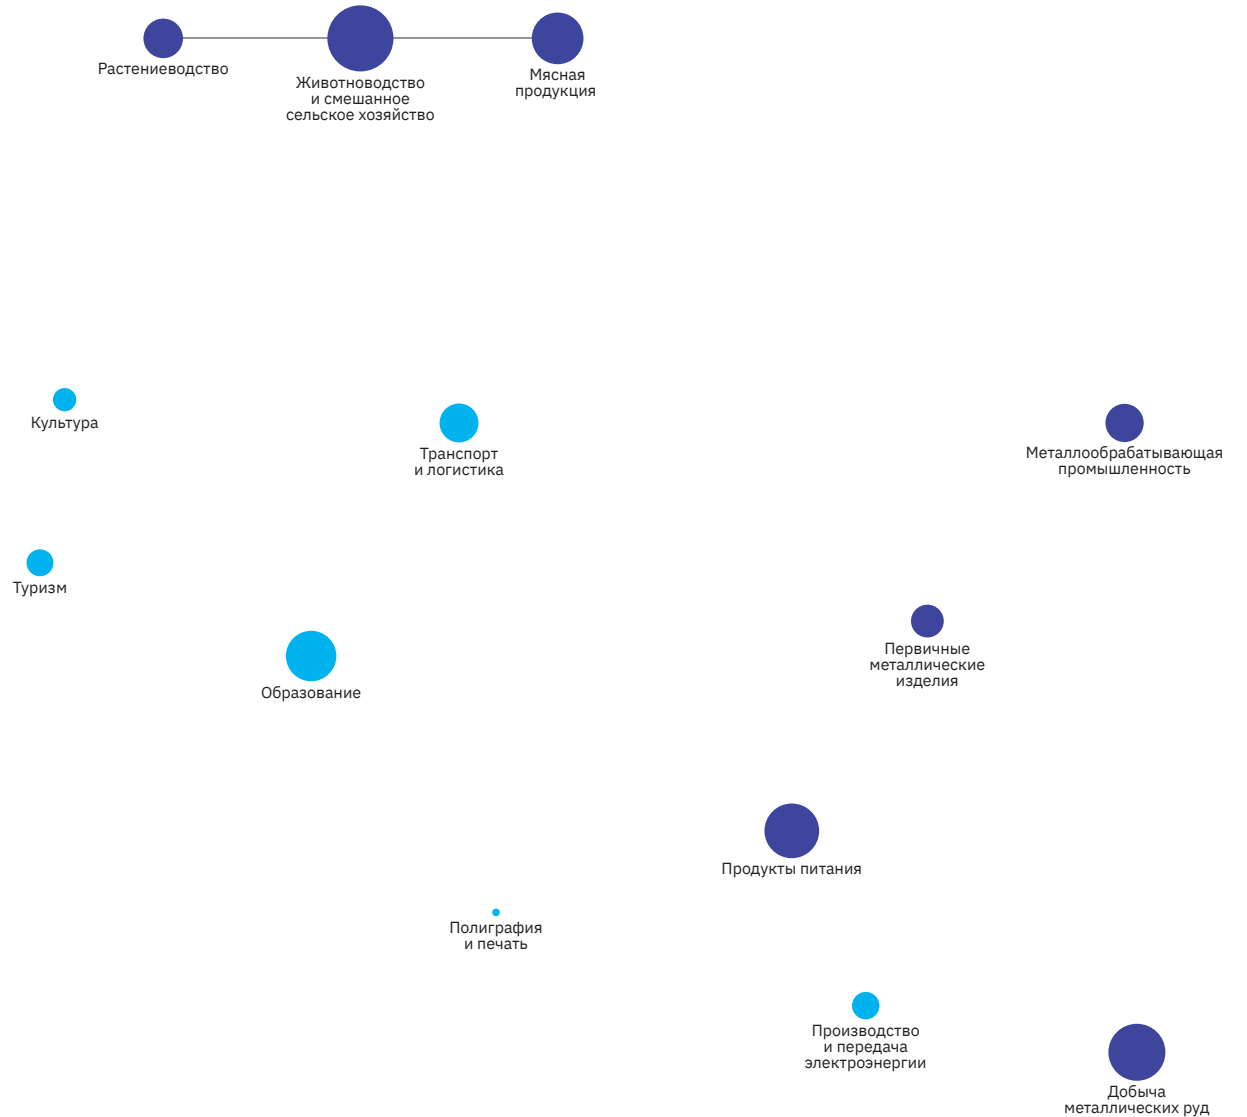 Растениеводство
Животноводство
и смешанное
сельское хозяйство
Мясная
продукция
Культура
Транспорт
и логистика
Металлообрабатывающая
промышленность
Туризм
Образование
Первичные
металлические
изделия
Продукты питания
Полиграфия
и печать
Производство
и передача
электроэнергии
Добыча
металлических руд